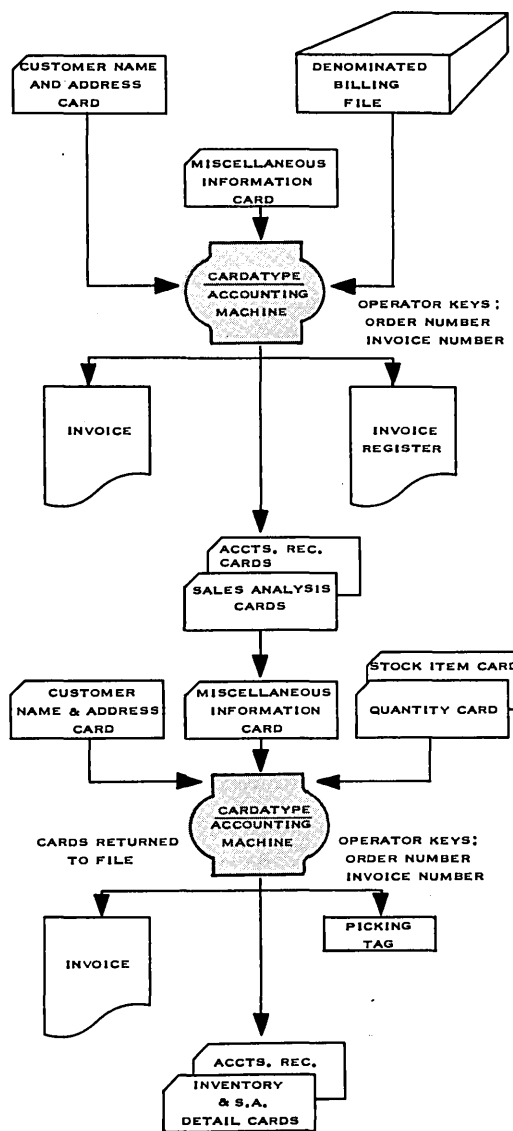 CUSTOMER NAME
AND ADDRESS
CARD
DENOMINATED
BILLING
FILE
MISCELLANEOUS
INFORMATION
CARD
CARDATYPE
ACCOUNTING
MACHINE
OPERATOR KEYS;
ORDER NUMBER
INVOICE NUMBER
INVOICE
INVOICE
REGISTER
ACCTS. REC.
CARDS
SALES ANALYSIS
CARDS
STOCK ITEM CARD
QUANTITY CARD
CUSTOMER
NAME & ADDRESS
CARD
MISCELLANEOUS
INFORMATION
CARD
CARDATYPE
ACCOUNTING
MACHINE
CARDS RETURNED
TO FILE
OPERATOR KEYS;
ORDER NUMBER
INVOICE NUMBER
INVOICE
PICKING
TAG
ACCTS. REC.
INVENTORY
& S.A.
DETAIL CARDS